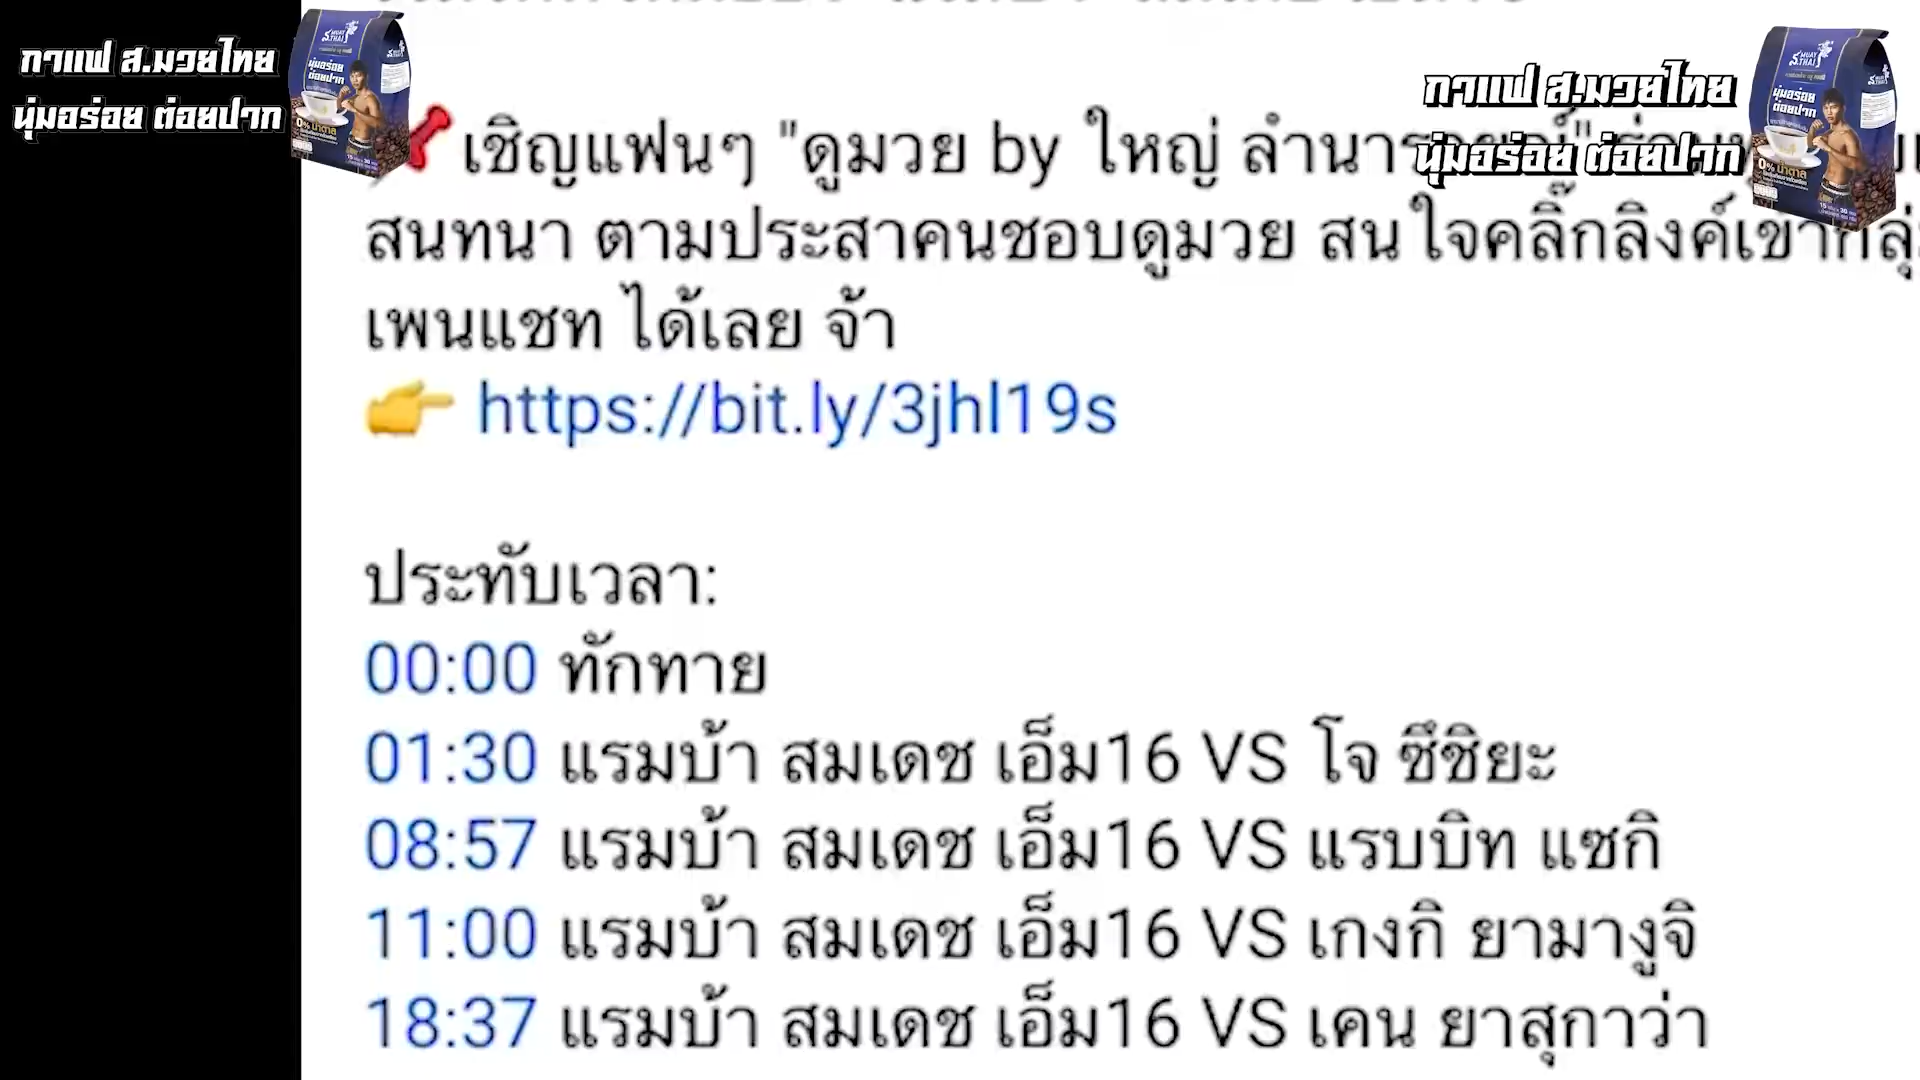 กาแฟ ส.มวยไทย
นุ่มอร่อย ต่อยปาก
กาแฟ ส.มวยไทย
นุ่มอร่อย ต่อยปาก
เชิญแฟนๆ "ดูมวย by ใหญ่
สนทนา ตามประสาคนชอบดูมวย สนใจคลิ๊กลิงค์เข้ากลุ่
เพนแชท ได้เลย จ้า
👉 https://bit.ly/3jhl19s
ประทับเวลา:
00:00 ทักทาย
01:30 แรมบ้า สมเดช เอ็ม16 VS โจ ซึชิยะ
08:57 แรมบ้า สมเดช เอ็ม16 VS แรบบิท แซกิ
11:00 แรมบ้า สมเดช เอ็ม16 VS เกงกิ ยามางูจิ
18:37 แรมบ้า สมเดช เอ็ม16 VS เคน ยาสุกาว่า